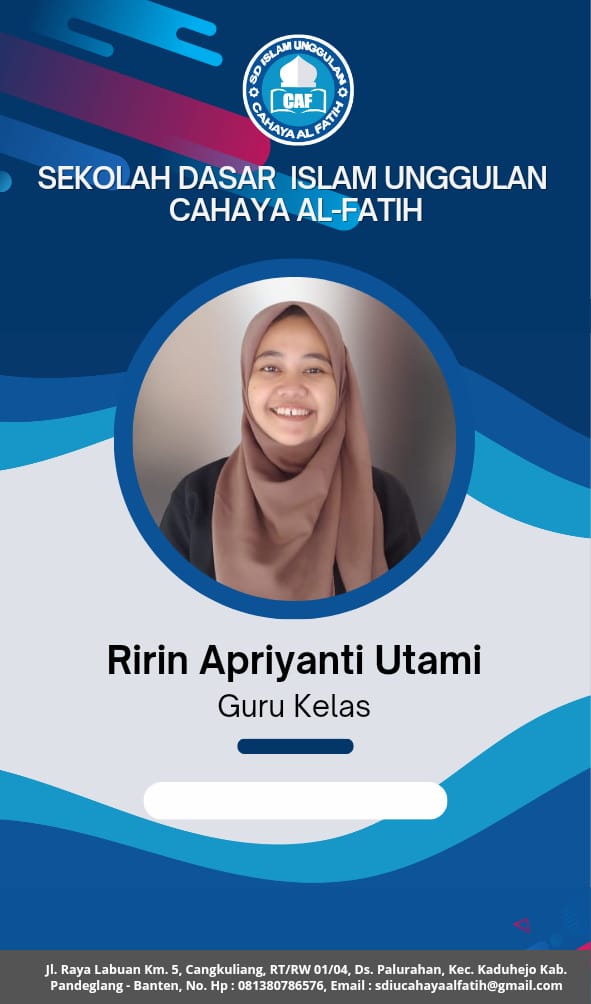 SD ISLAM UNGGULAN
CAF
CAHAYA AL FATIH
SEKOLAH DASAR ISLAM UNGGULAN
CAHAYA AL-FATIH
Ririn Apriyanti Utami
Guru Kelas
Jl. Raya Labuan Km. 5, Cangkuliang, RT/RW 01/04, Ds. Palurahan, Kec. Kaduhejo Kab.
Pandeglang - Banten, No. Hp : 081380786576, Email : sdiucahayaalfatih@gmail.com